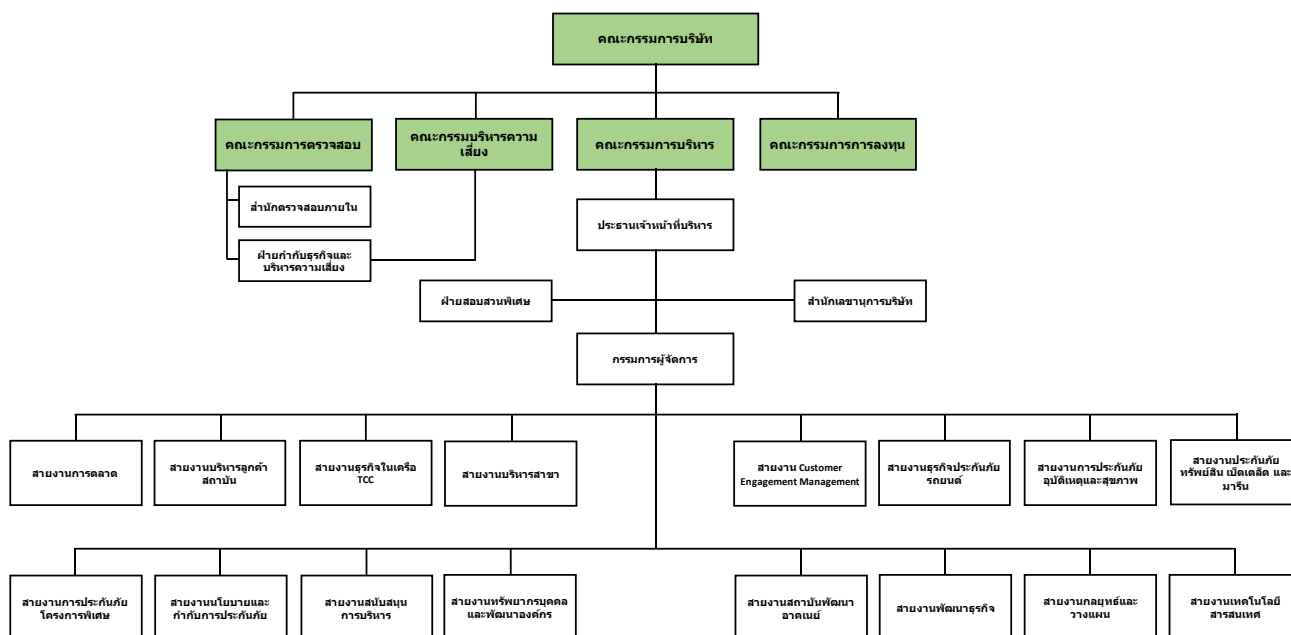 คณะกรรมการบริษัท
คณะกรรมการตรวจสอบ
คณะกรรมบริหารความ
เสี่ยง
คณะกรรมการบริหาร
คณะกรรมการการลงทุน
สำนักตรวจสอบภายใน
ประธานเจ้าหน้าที่บริหาร
ฝ่ายกำกับธุรกิจและ
บริหารความเสี่ยง
ฝ่ายสอบสวนพิเศษ
สำนักเลขานุการบริษัท
กรรมการผู้จัดการ
สายงานการตลาด
สายงานบริหารลูกค้า
สถาบัน
สายงานธุรกิจในเครือ
TCC
สายงานบริหารสาขา
สายงาน Customer
Engagement Management
สายงานธุรกิจประกันภัย
รถยนต์
สายงานการประกันภัย
อุบัติเหตุและสุขภาพ
สายงานประกันภัย
ทรัพย์สิน เบ็ดเตล็ด และ
มารีน
สายงานการประกันภัย
โครงการพิเศษ
สายงานนโยบายและ
กำกับการประกันภัย
สายงานสนับสนุน
การบริหาร
สายงานทรัพยากรบุคคล
และพัฒนาองค์กร
สายงานสถาบันพัฒนา
อาคเนย์
สายงานพัฒนาธุรกิจ
สายงานกลยุทธ์และ
วางแผน
สายงานเทคโนโลยี
สารสนเทศ